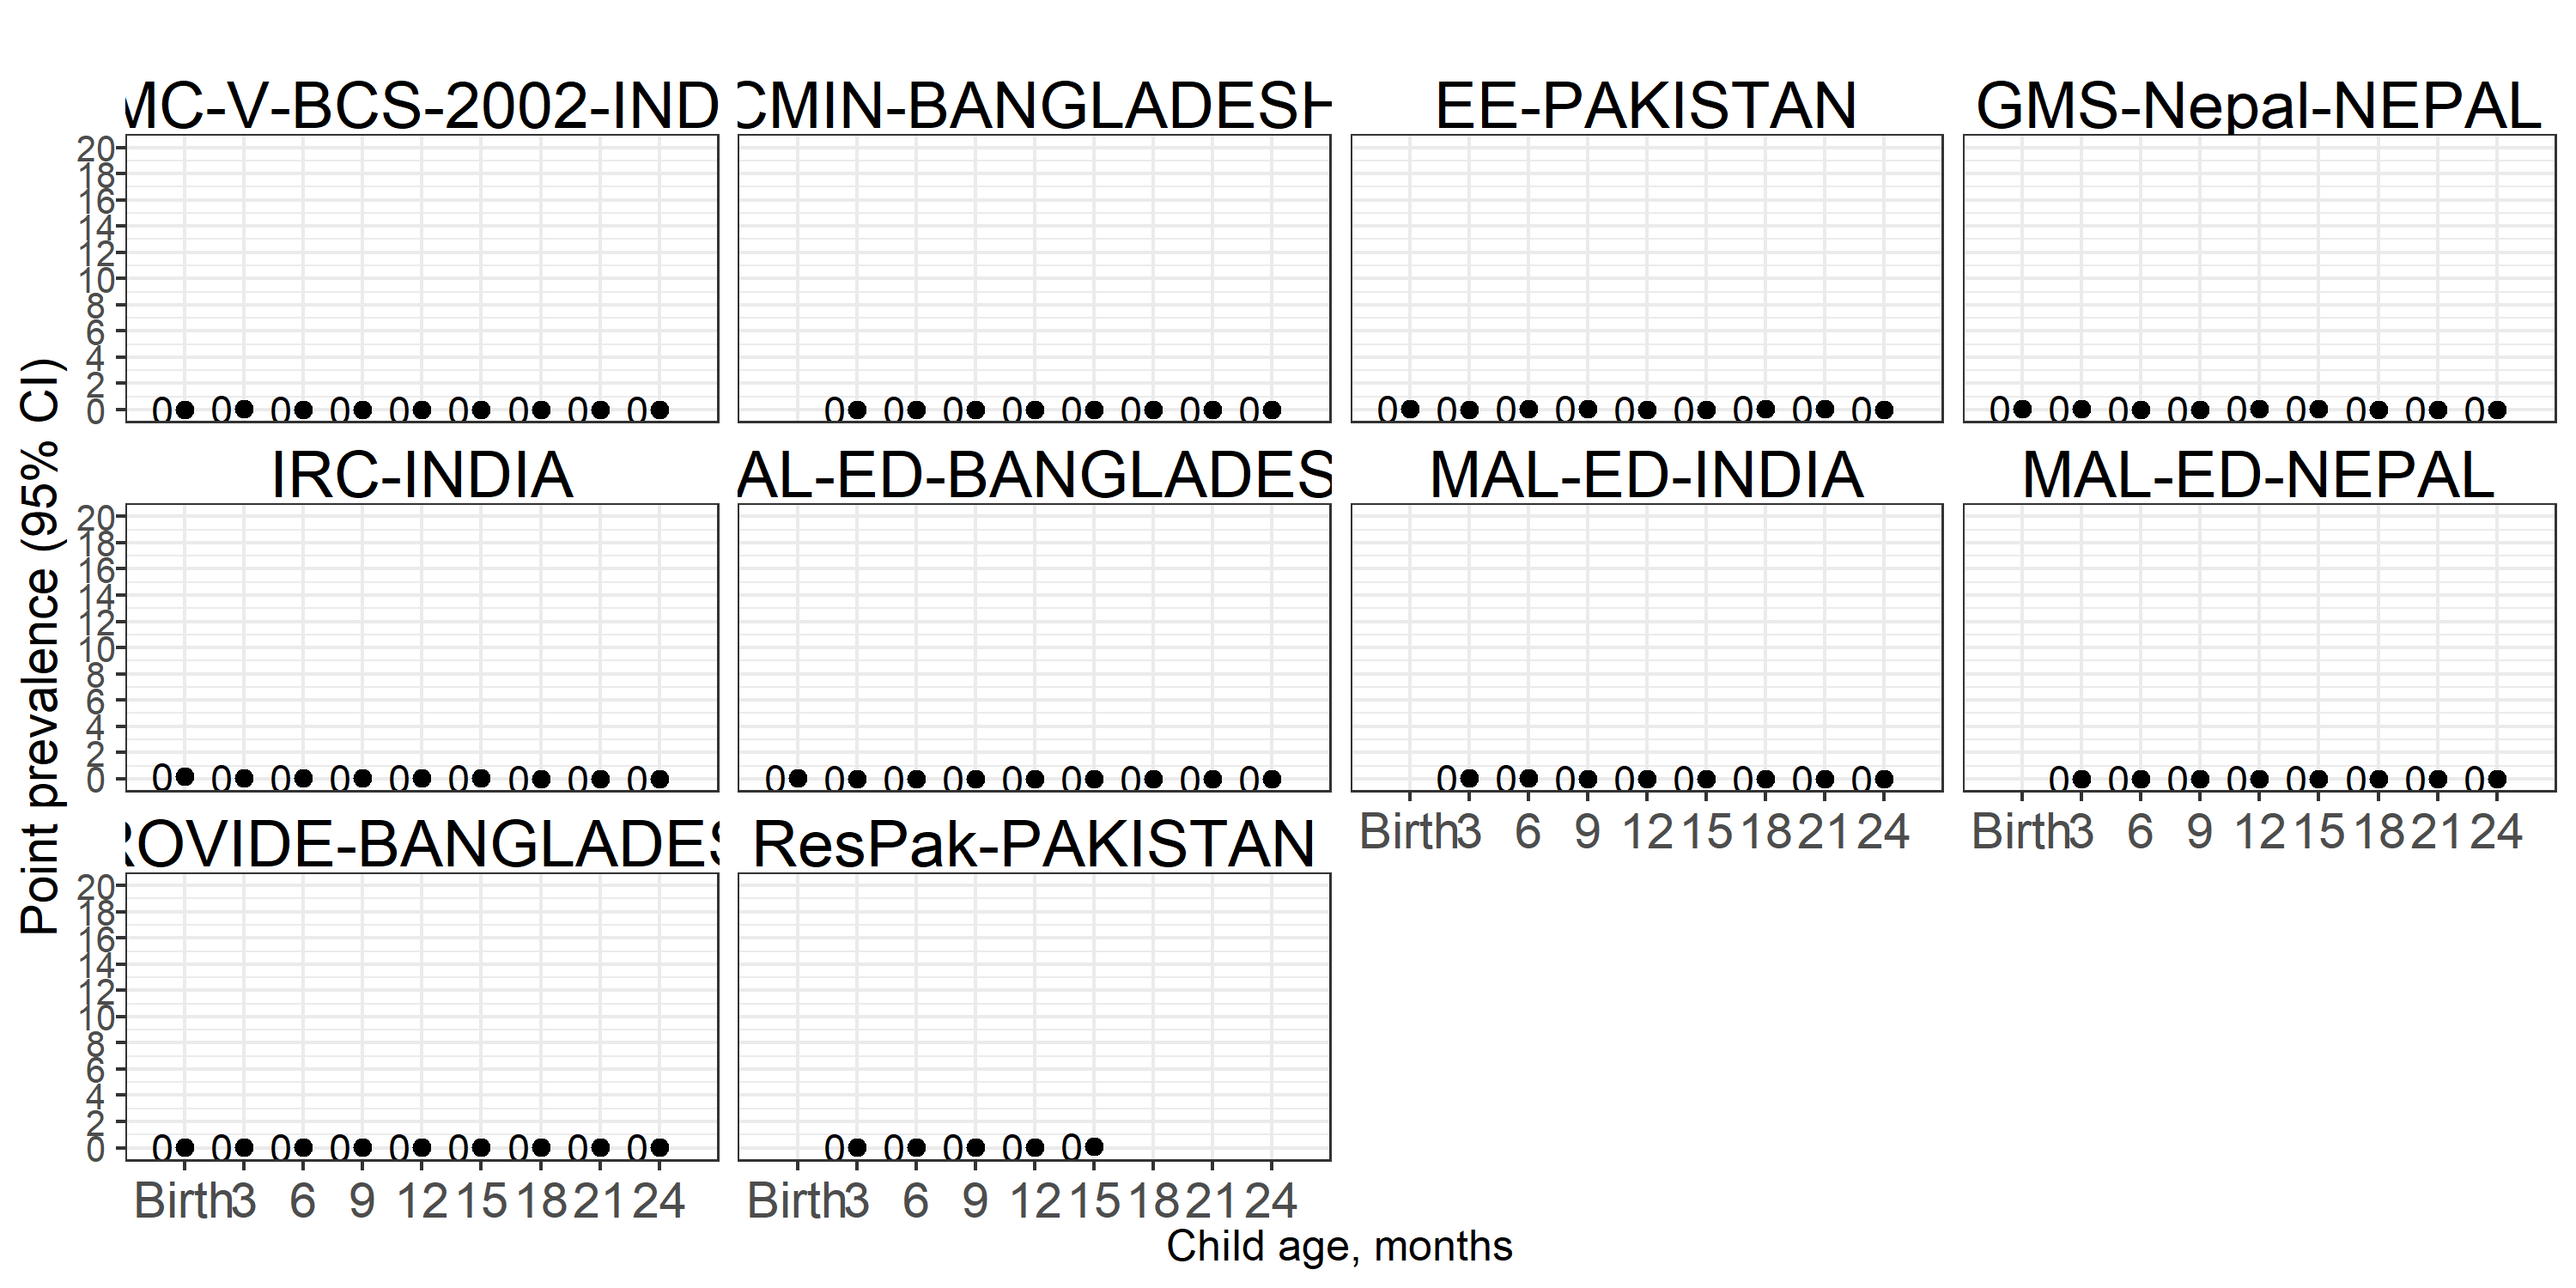 MC-V-BCS-2002-IND
CMIN-BANGLADESH
EE-PAKISTAN
GMS-Nepal-NEPAL
20
18
16
14
12
10
8
6
4
2
0
0 0 0 0 0 0 0 0 0
0 0 0 0 0 0 0 0
0 0 0 0 0 0 0 0 0
0 0 0 0 0 0 0 0 0
IRC-INDIA
AL-ED-BANGLADES
MAL-ED-INDIA
MAL-ED-NEPAL
20
18
16
14
12
10
8
6
4
2
0
0 0 0 0 0 0 0 0 0
0 0 0 0 0 0 0 0 0
0 0 0 0 0 0 0 0
0 0 0 0 0 0 0 0
Birth 3 6 9 12 15 18 21 24
Birth 3 6 9 12 15 18 21 24
ROVIDE-BANGLADES
ResPak-PAKISTAN
20
18
16
14
12
10
8
6
4
2
0
0 0 0 0 0 0 0 0 0
0 0 0 0 0
Birth 3 6 9 12 15 18 21 24
Birth 3 6 9 12 15 18 21 24
Child age, months
Point prevalence (95% CI)